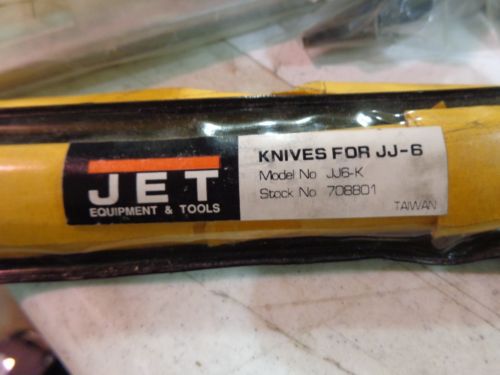 JET
EQUIPMENT & TOOLS
KNIVES FOR JJ-6
Model No JJ6-K
Stock No 708801
TAIWAN